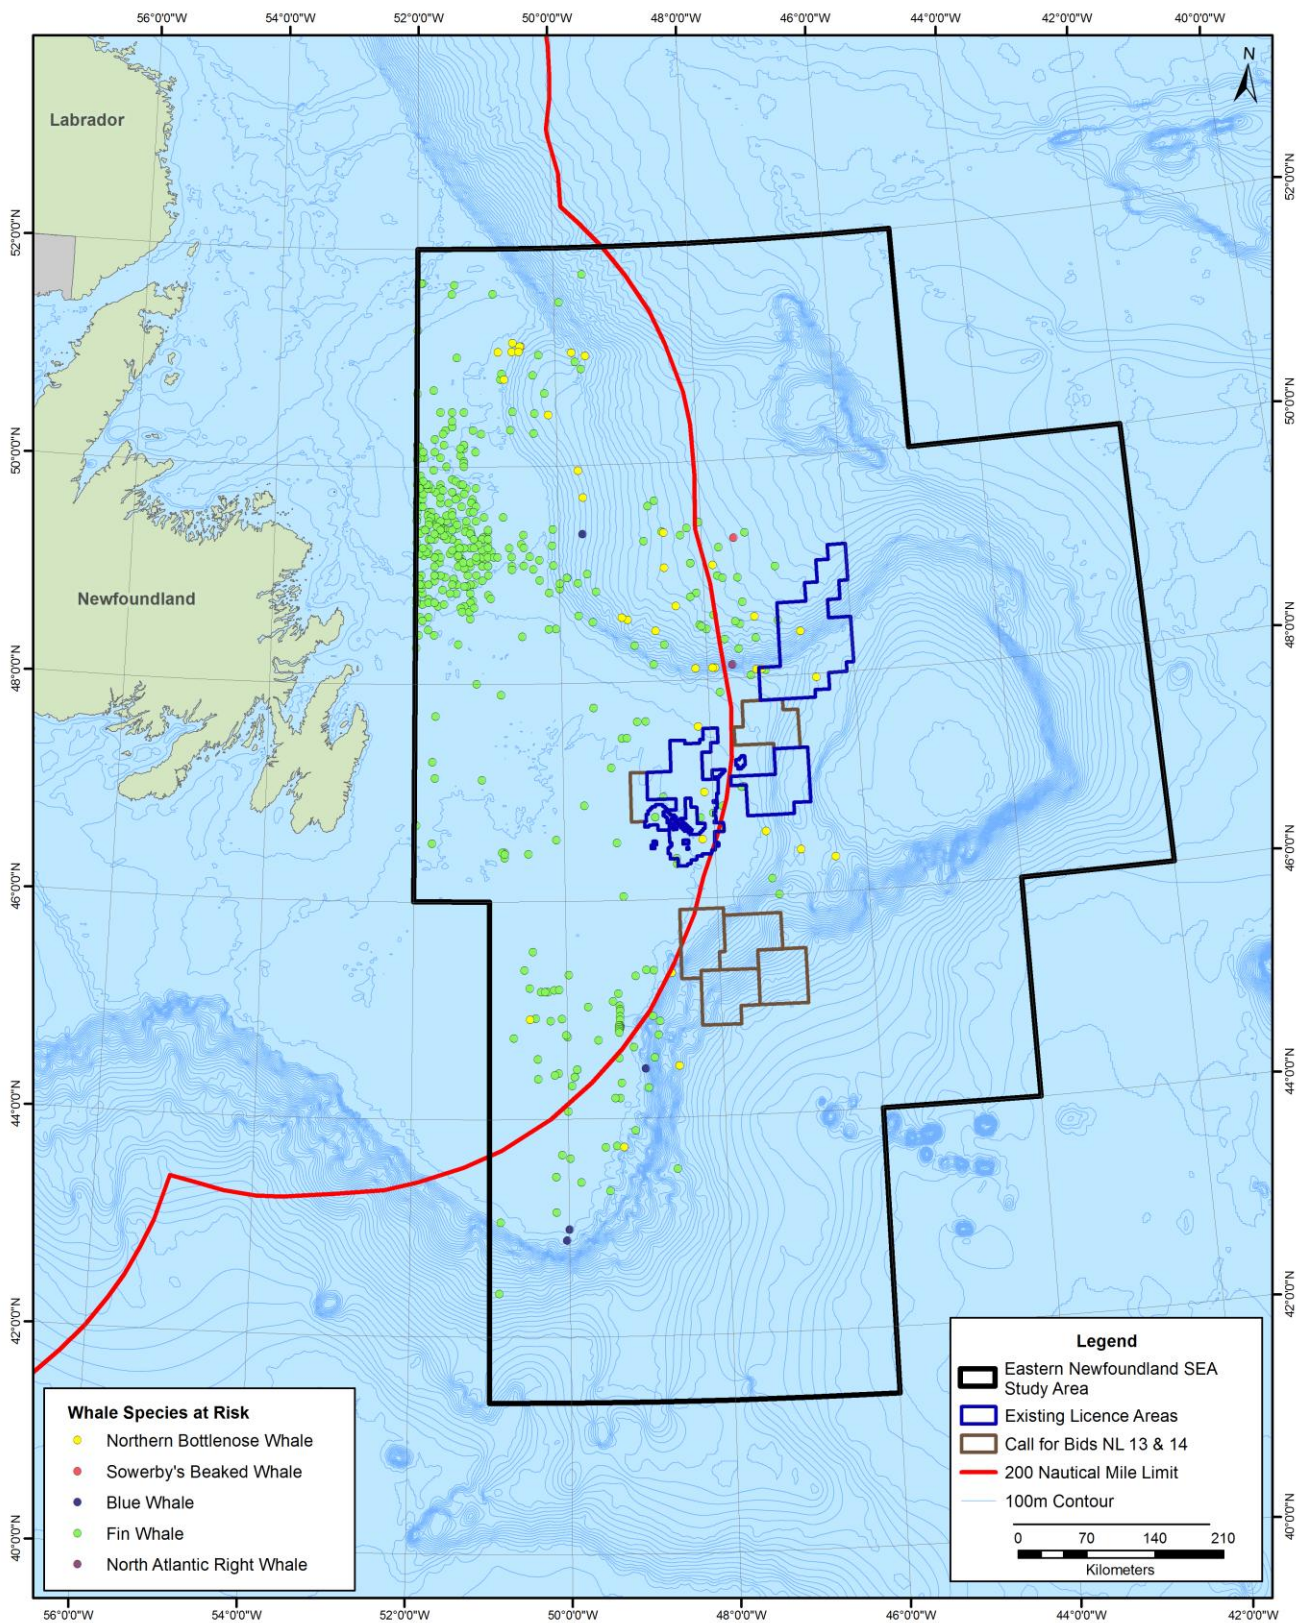 56°0'0"W 54°0'0"W 52°0'0"W 50°0'0"W 48°0'0"W 46°0'0"W 44°0'0"W 42°0'0"W 40°0'0"W
N
Labrador
52°0'0"N
52°0'0"N
50°0'0"N
50°0'0"N
Newfoundland
48°0'0"N
48°0'0"N
46°0'0"N
46°0'0"N
44°0'0"N
44°0'0"N
42°0'0"N
42°0'0"N
40°0'0"N
40°0'0"N
Whale Species at Risk
Northern Bottlenose Whale
Sowerby's Beaked Whale
Blue Whale
Fin Whale
North Atlantic Right Whale
Legend
Eastern Newfoundland SEA
Study Area
Existing Licence Areas
Call for Bids NL 13 & 14
200 Nautical Mile Limit
100m Contour
0 70 140 210
Kilometers
56°0'0"W 54°0'0"W 52°0'0"W 50°0'0"W 48°0'0"W 46°0'0"W 44°0'0"W 42°0'0"W